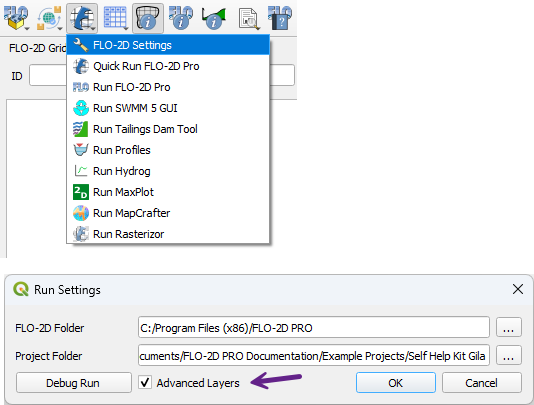 FLO-2D Grid
ID
FLO-2D Settings
Quick Run FLO-2D Pro
Run FLO-2D Pro
Run SWMM 5 GUI
Run Tailings Dam Tool
Run Profiles
Run Hydrog
2D Run MaxPlot
Run MapCrafter
Run Rasterizor
Run Settings
FLO-2D Folder C:/Program Files (x86)/FLO-2D PRO ...
Project Folder cuments/FLO-2D PRO Documentation/Example Projects/Self Help Kit Gila ...
Debug Run Advanced Layers OK Cancel